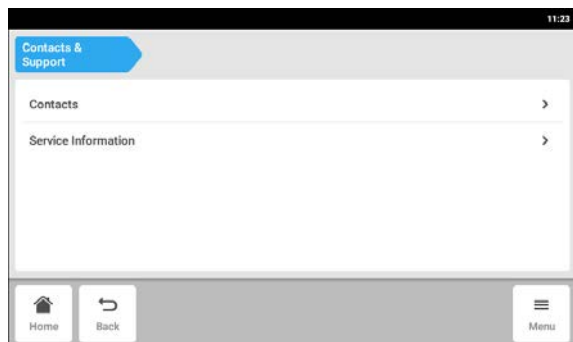 11:23
Contacts &
Support
Contacts
Service Information
Home
Back
Menu